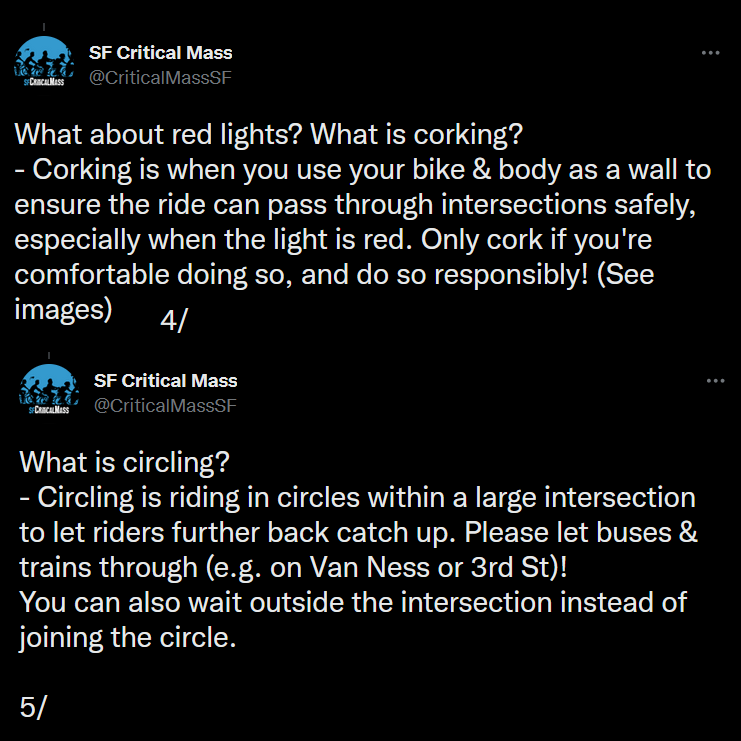 SF Critical Mass
@CriticalMassSF
SFCRITICALMASS
What about red lights? What is corking?
- Corking is when you use your bike & body as a wall to
ensure the ride can pass through intersections safely,
especially when the light is red. Only cork if you're
comfortable doing so, and do so responsibly! (See
images)
4/
SF Critical Mass
@CriticalMassSF
SFCRITICALMASS
What is circling?
- Circling is riding in circles within a large intersection
to let riders further back catch up. Please let buses &
trains through (e.g. on Van Ness or 3rd St)!
You can also wait outside the intersection instead of
joining the circle.
5/